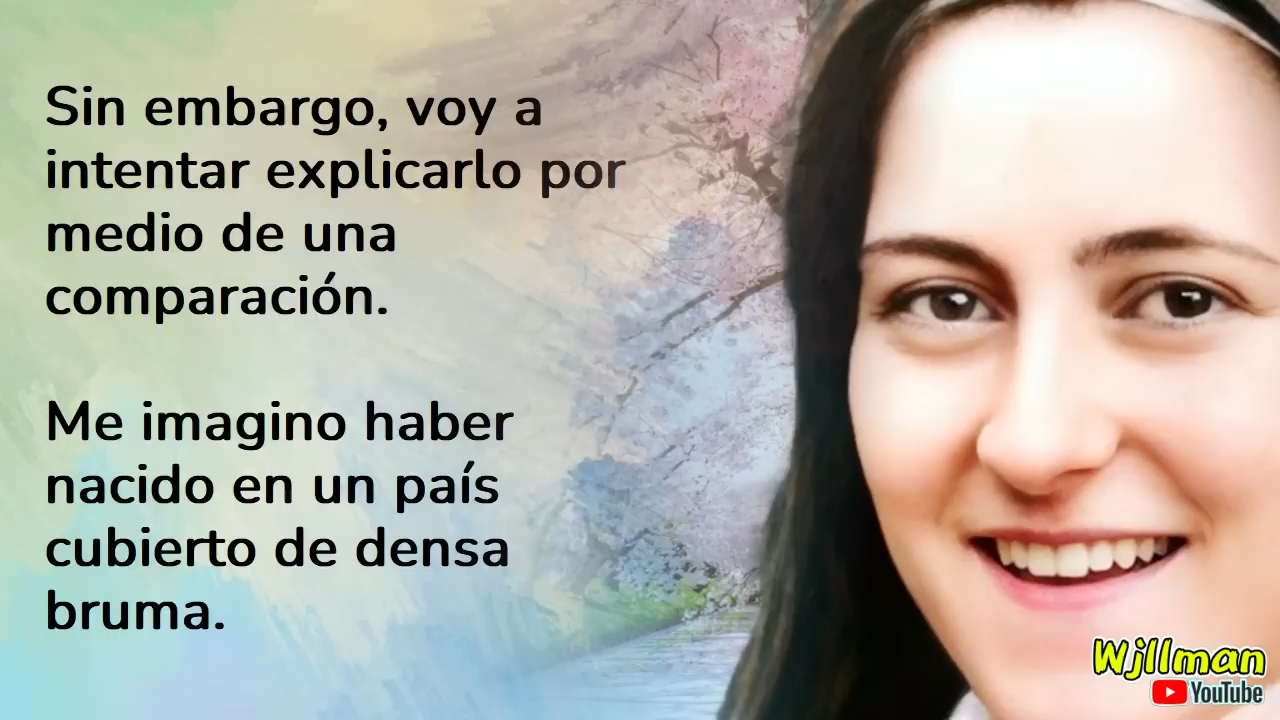 Sin embargo, voy a
intentar explicarlo por
medio de una
comparación.
Me imagino haber
nacido en un país
cubierto de densa
bruma.
Wjllman
YouTube